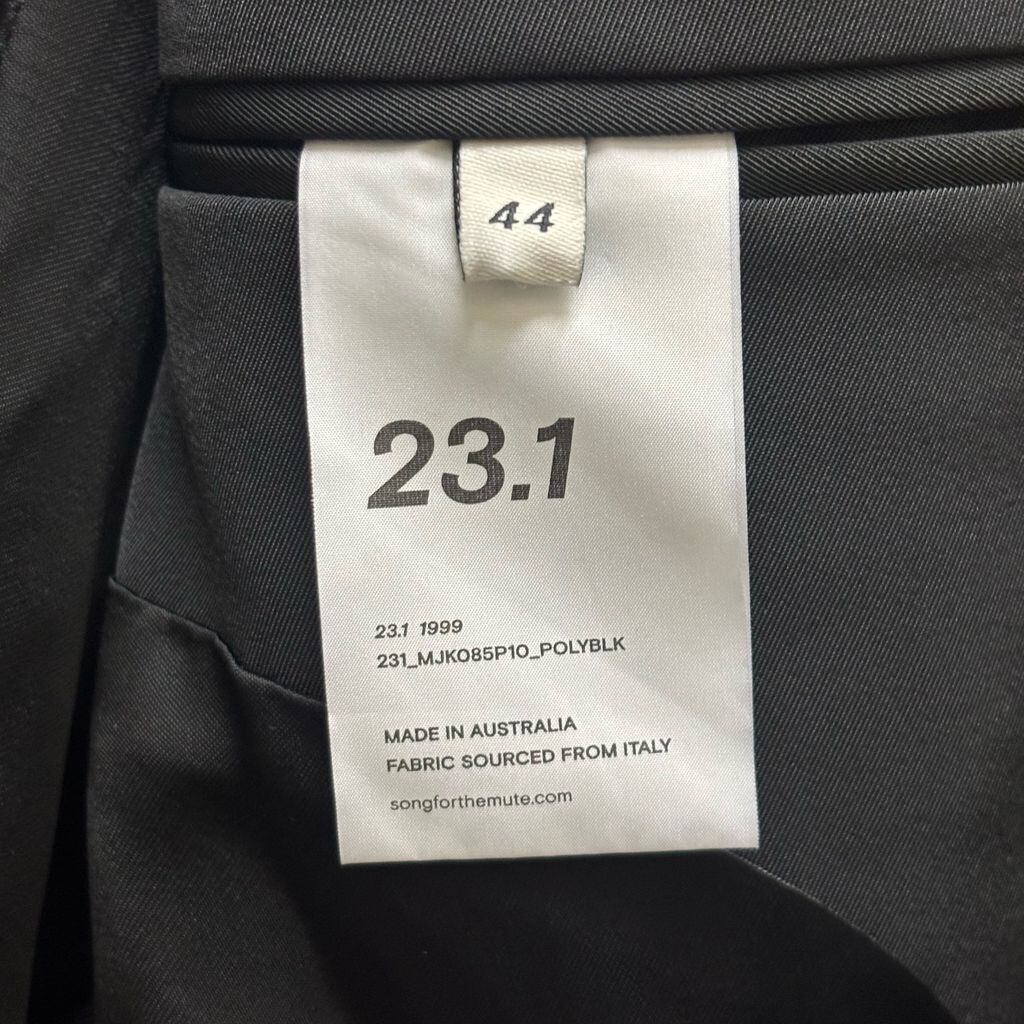 44
23.1
23.1 1999
231_MJK085P10_POLYBLK
MADE IN AUSTRALIA
FABRIC SOURCED FROM ITALY
songforthemute.com